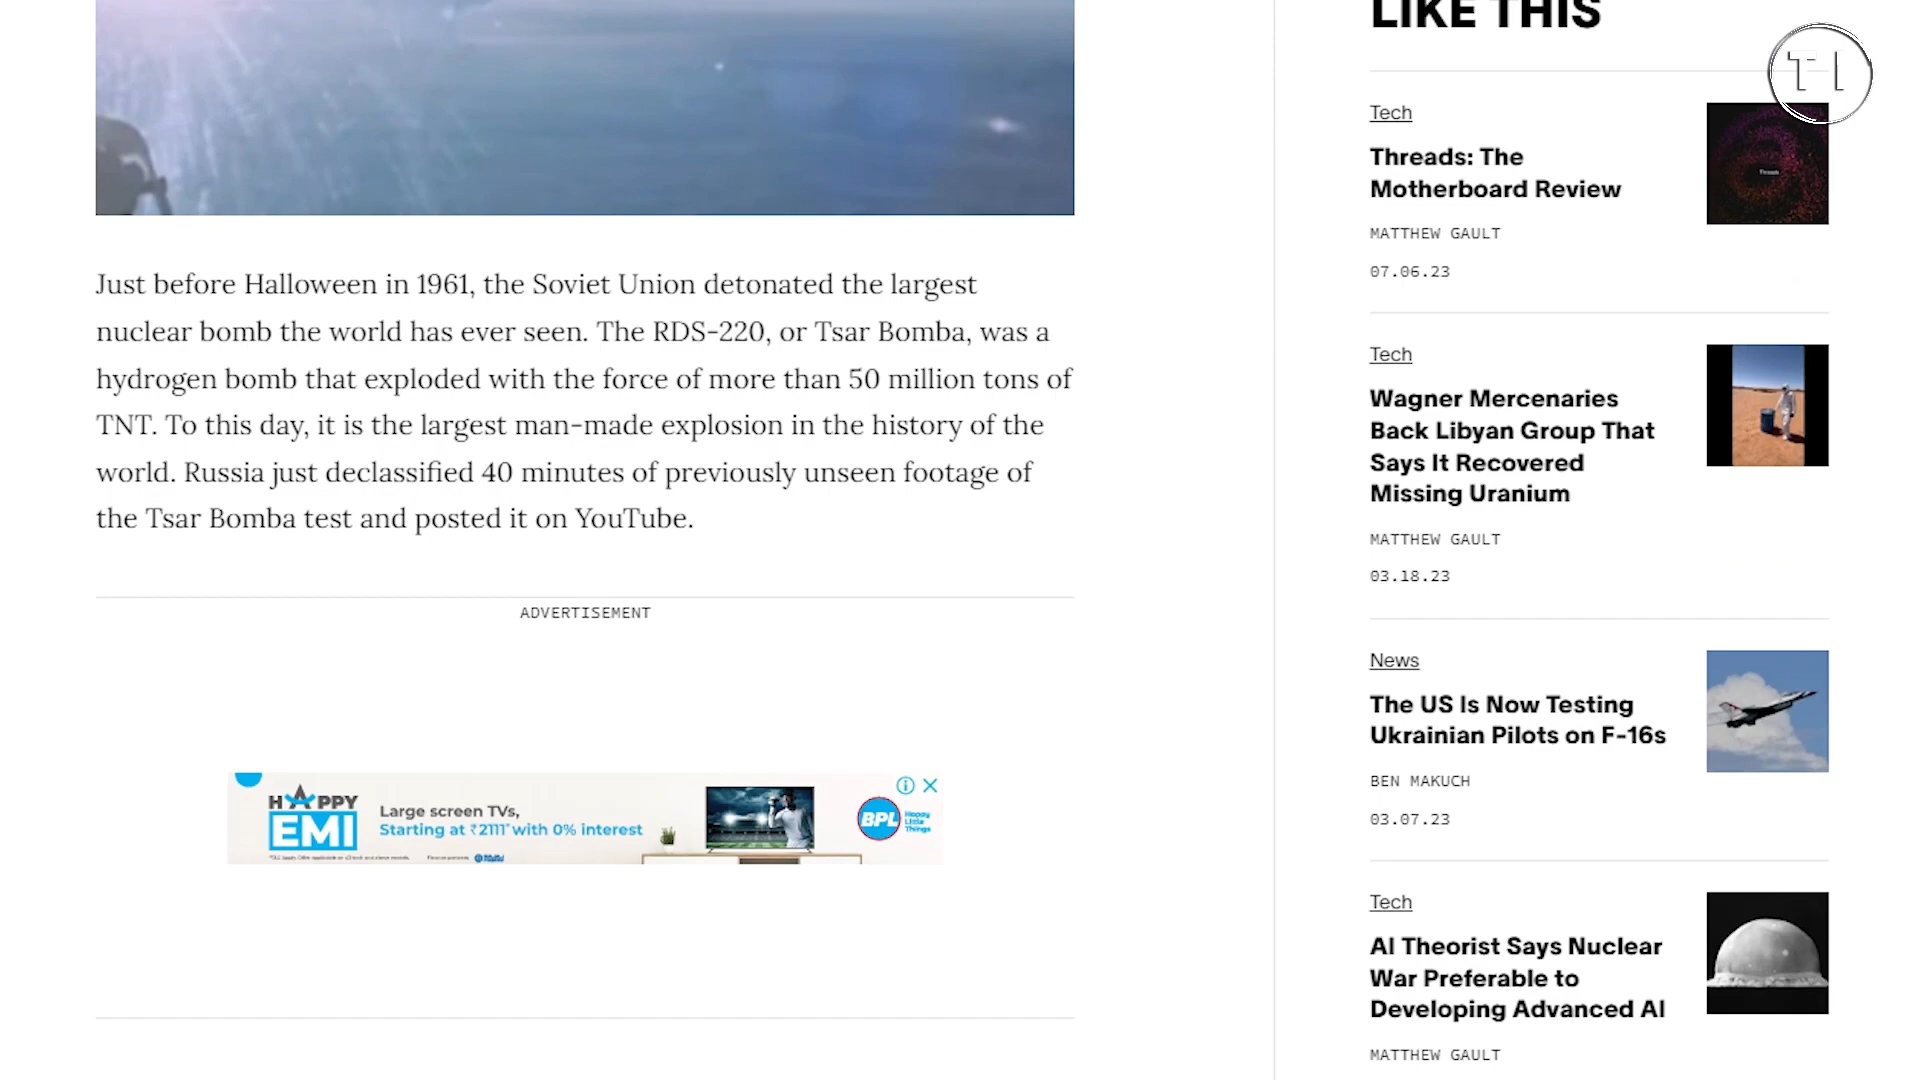 LIKE THIS
T I
Just before Halloween in 1961, the Soviet Union detonated the largest
nuclear bomb the world has ever seen. The RDS-220, or Tsar Bomba, was a
hydrogen bomb that exploded with the force of more than 50 million tons of
TNT. To this day, it is the largest man-made explosion in the history of the
world. Russia just declassified 40 minutes of previously unseen footage of
the Tsar Bomba test and posted it on YouTube.
ADVERTISEMENT
HAPPY
EMI
Large screen TVs,
Starting at ₹2111* with 0% interest
BPL
Happy
Little
Things
Tech
Threads: The
Motherboard Review
MATTHEW GAULT
07.06.23
Threads
Tech
Wagner Mercenaries
Back Libyan Group That
Says It Recovered
Missing Uranium
MATTHEW GAULT
03.18.23
News
The US Is Now Testing
Ukrainian Pilots on F-16s
BEN MAKUCH
03.07.23
Tech
AI Theorist Says Nuclear
War Preferable to
Developing Advanced AI
MATTHEW GAULT